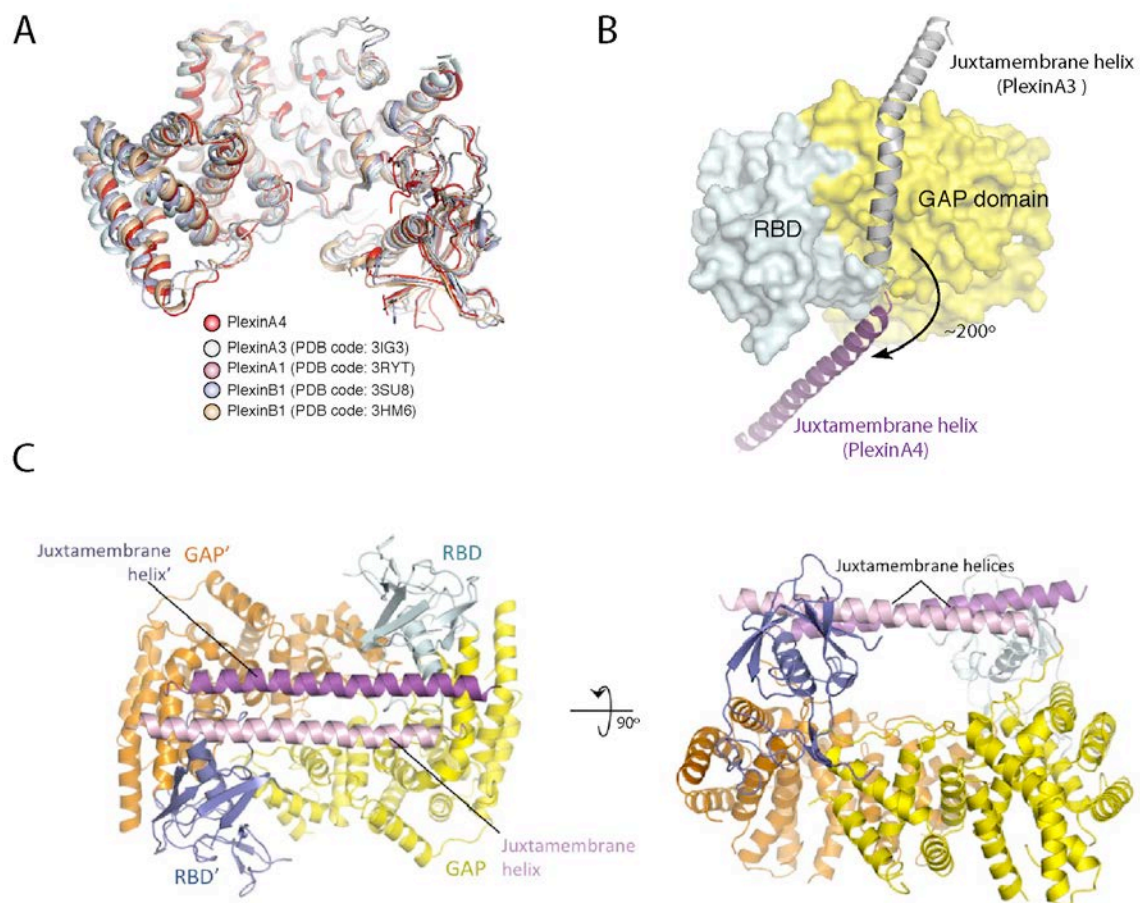 A
PlexinA4
PlexinA3 (PDB code: 3IG3)
PlexinA1 (PDB code: 3RYT)
PlexinB1 (PDB code: 3SU8)
PlexinB1 (PDB code: 3HM6)
B
Juxtamembrane helix
(PlexinA3 )
RBD
GAP domain
~200°
Juxtamembrane helix
(PlexinA4)
C
Juxtamembrane
helix’
GAP’
RBD
RBD’
GAP
Juxtamembrane
helix
90°
Juxtamembrane helices